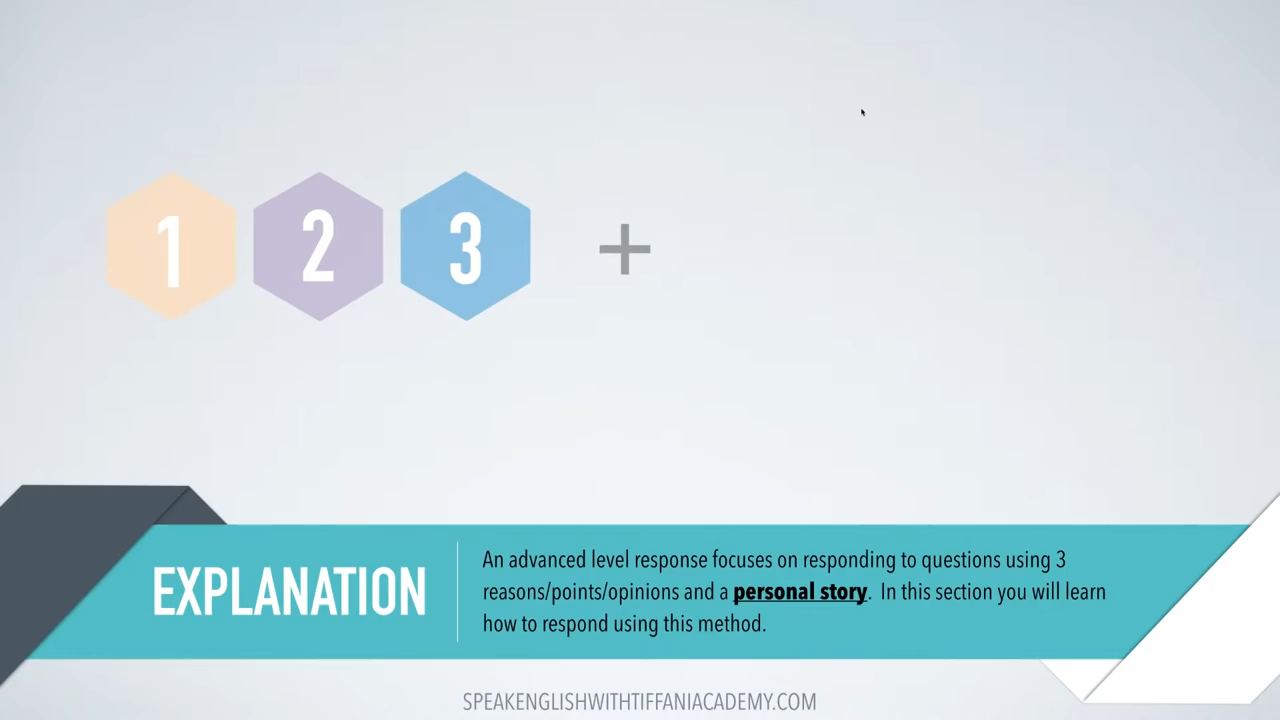 1 2 3 +
EXPLANATION
An advanced level response focuses on responding to questions using 3
reasons/points/opinions and a personal story. In this section you will learn
how to respond using this method.
SPEAKENGLISHWITHTIFFANIACADEMY.COM